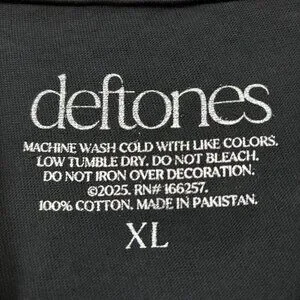 deftones
MACHINE WASH COLD WITH LIKE COLORS.
LOW TUMBLE DRY. DO NOT BLEACH.
DO NOT IRON OVER DECORATION.
©2025. RN# 166257.
100% COTTON. MADE IN PAKISTAN.
XL